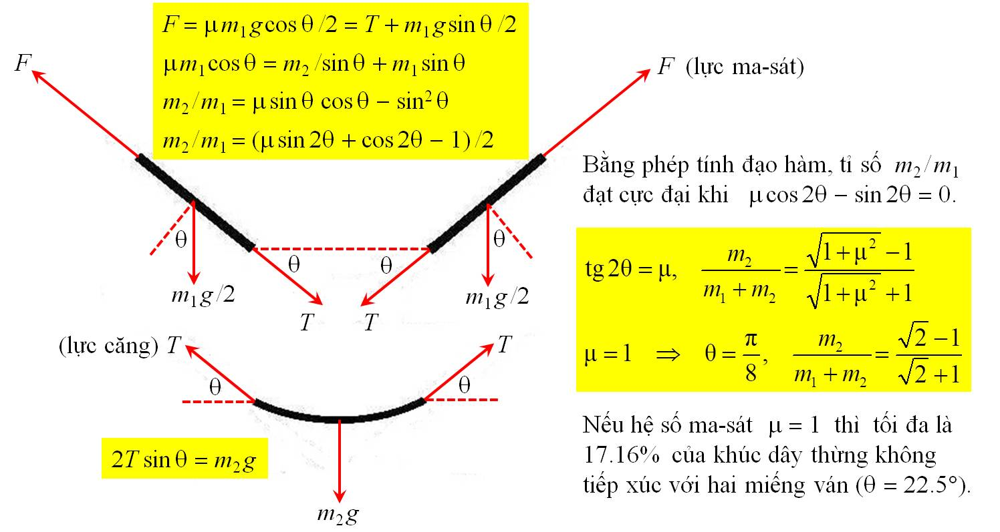 F = μ m₁g cos θ /2 = T + m₁g sin θ /2
μ m₁cos θ = m₂ /sin θ + m₁ sin θ
m₂ /m₁ = μ sin θ cos θ − sin² θ
m₂ /m₁ = (μ sin 2θ + cos 2θ − 1) /2
F
F (lực ma-sát)
θ
θ
θ
θ
m₁g /2
m₁g /2
T
T
(lực căng) T
T
θ
θ
2T sin θ = m₂g
m₂g
Bằng phép tính đạo hàm, tỉ số m₂ /m₁
đạt cực đại khi μ cos 2θ − sin 2θ = 0.
tg 2θ = μ, m₂/(m₁ + m₂) = (√(1 + μ²) − 1)/(√(1 + μ²) + 1)
μ = 1 ⇒ θ = π/8, m₂/(m₁ + m₂) = (√2 − 1)/(√2 + 1)
Nếu hệ số ma-sát μ = 1 thì tối đa là
17.16% của khúc dây thừng không
tiếp xúc với hai miếng ván (θ = 22.5°).